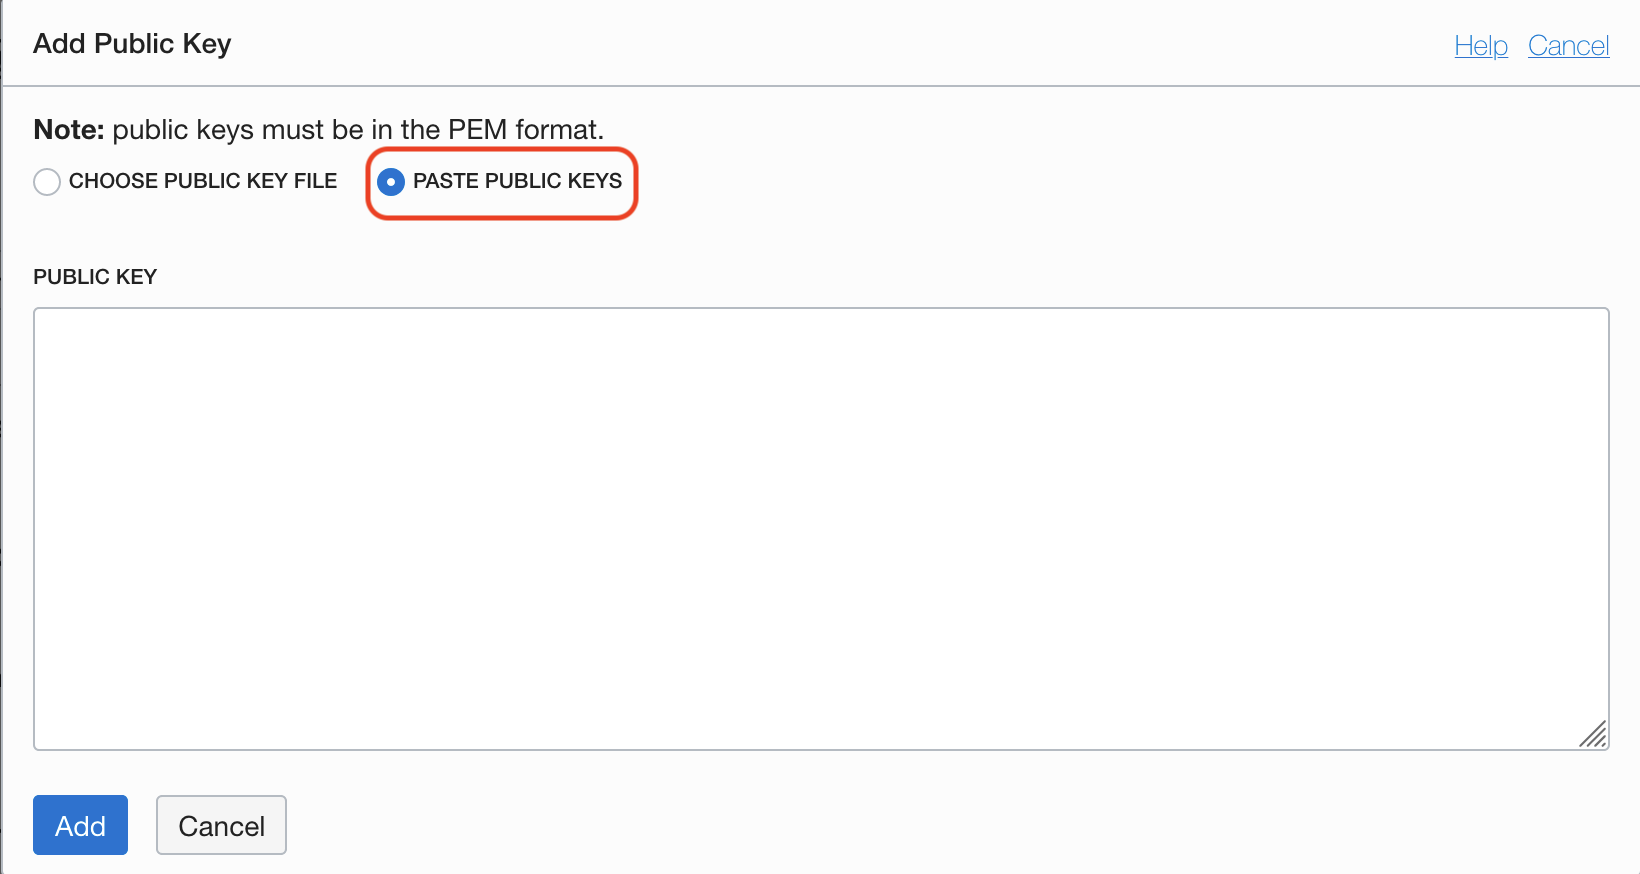 Add Public Key
Help Cancel
Note: public keys must be in the PEM format.
CHOOSE PUBLIC KEY FILE PASTE PUBLIC KEYS
PUBLIC KEY
Add Cancel